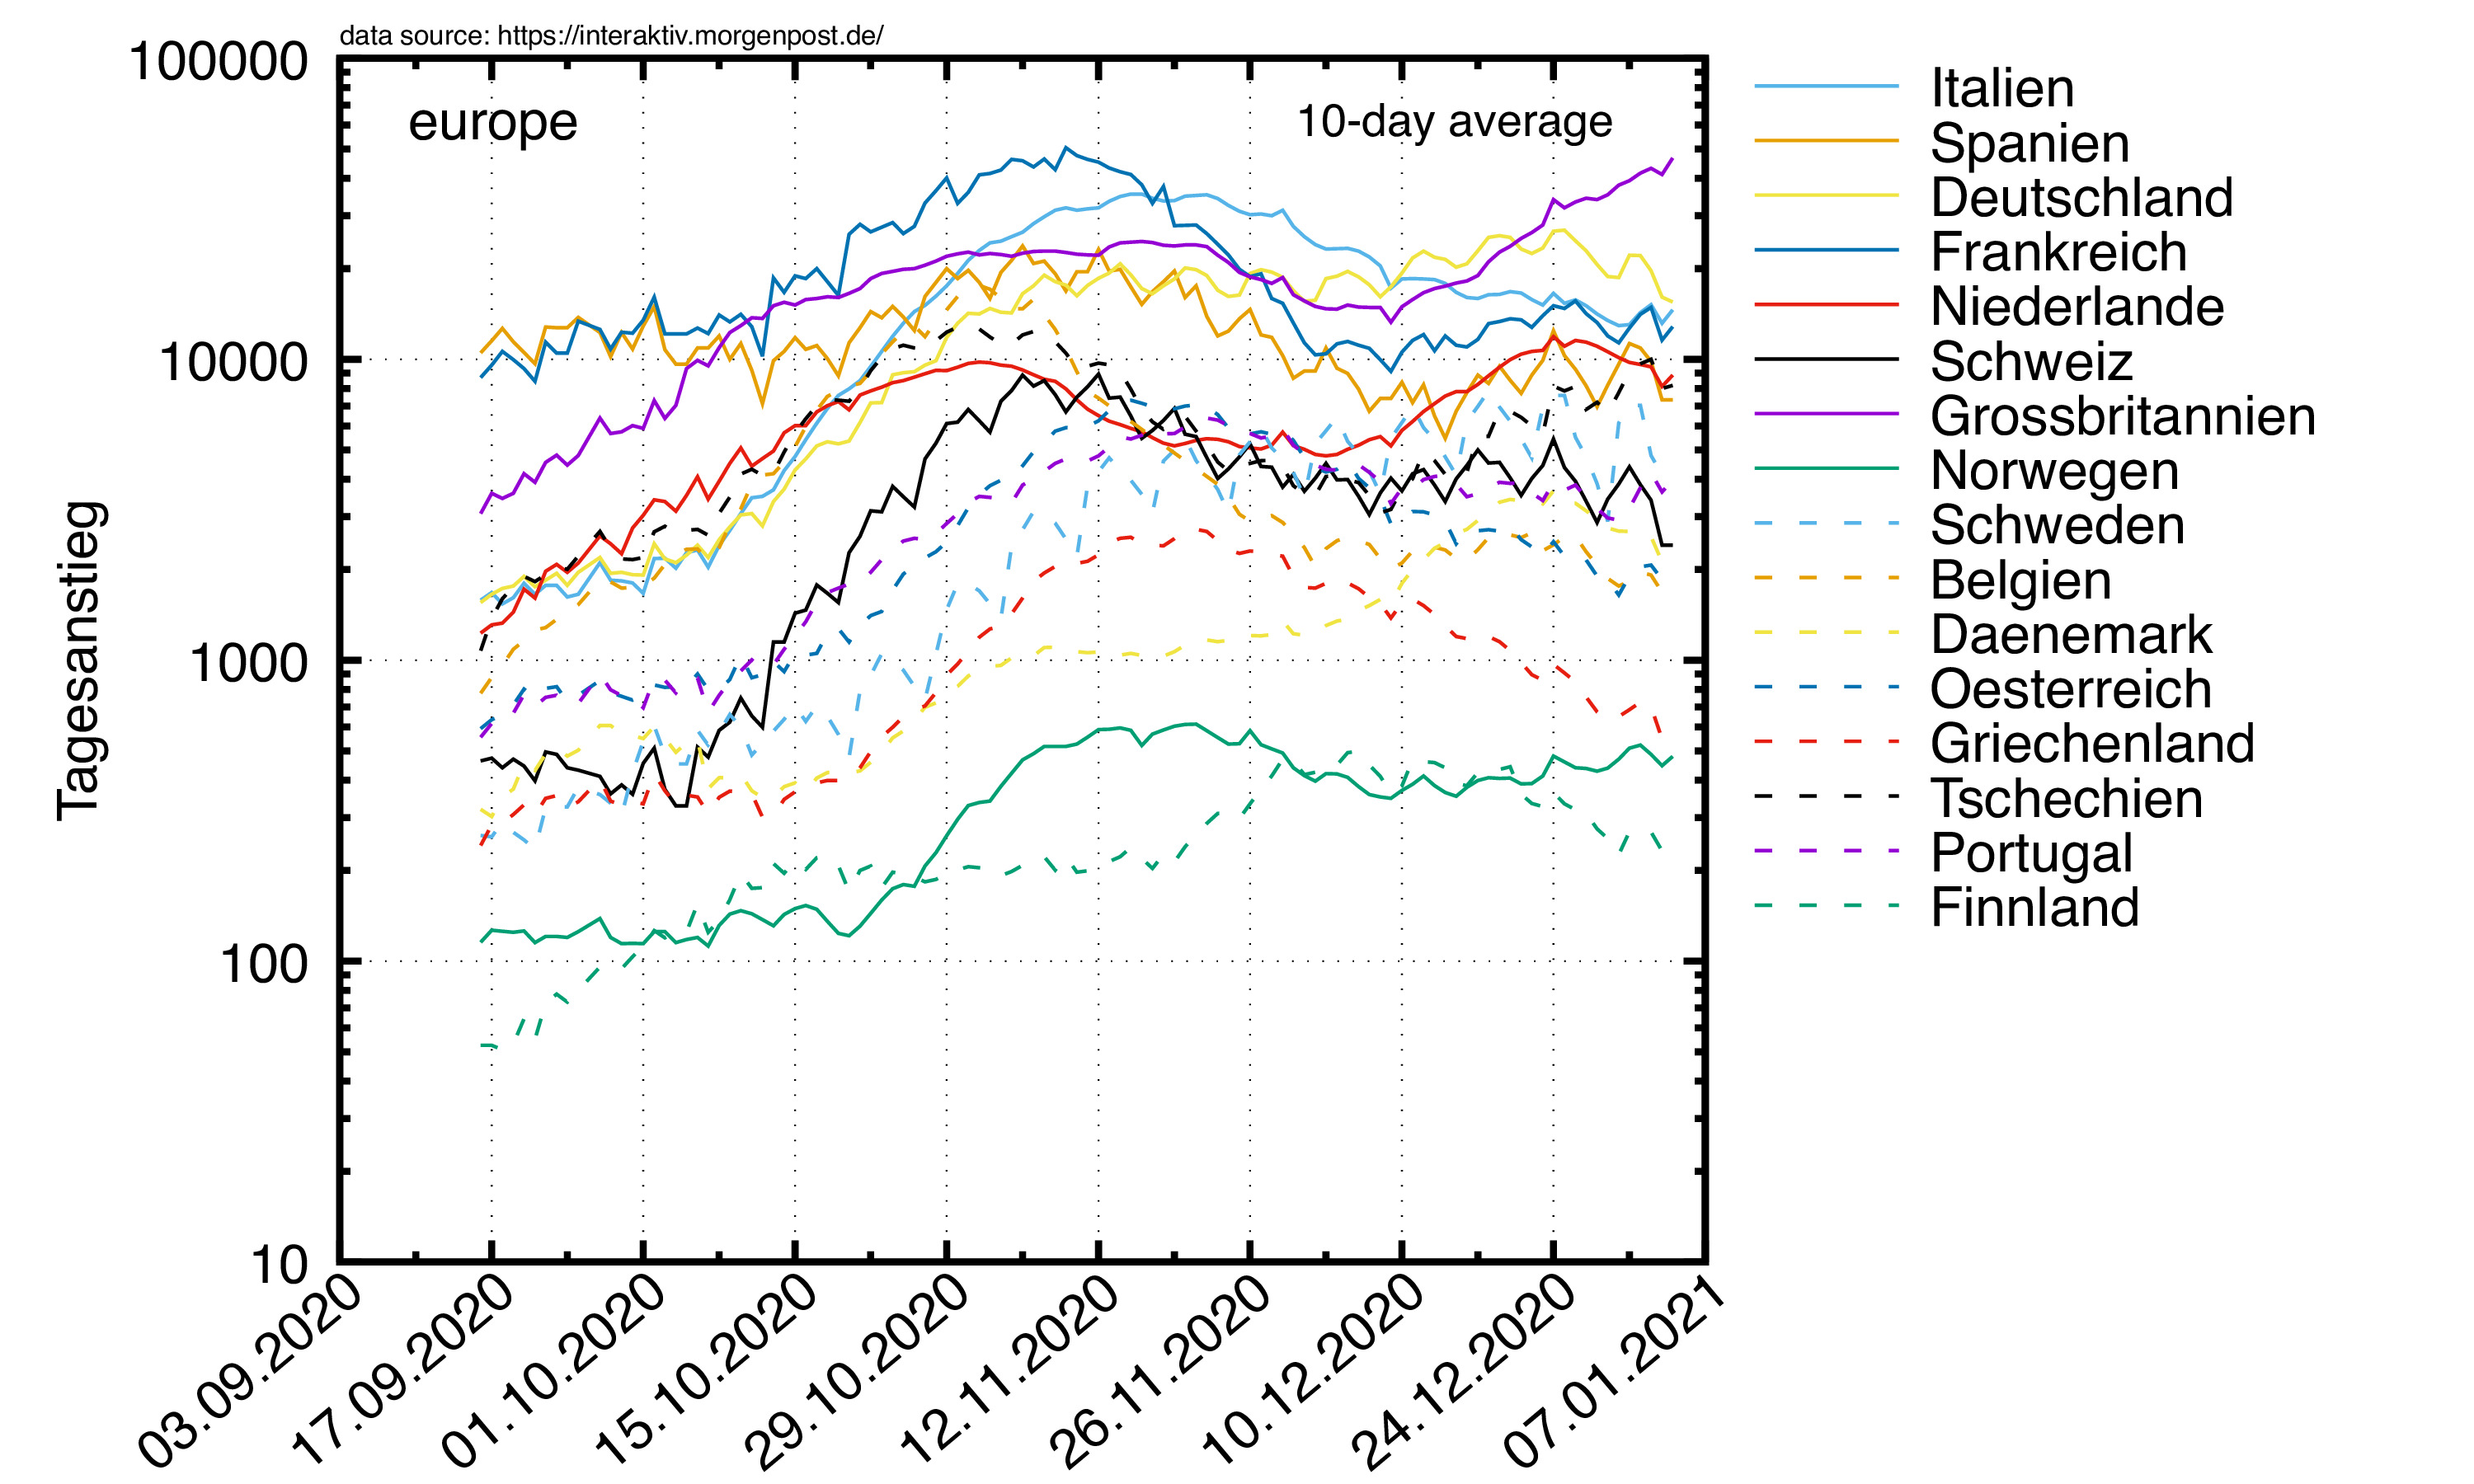 data source: https://interaktiv.morgenpost.de/
europe
10-day average
Tagesanstieg
100000
10000
1000
100
10
03.09.2020
17.09.2020
01.10.2020
15.10.2020
29.10.2020
12.11.2020
26.11.2020
10.12.2020
24.12.2020
07.01.2021
Italien
Spanien
Deutschland
Frankreich
Niederlande
Schweiz
Grossbritannien
Norwegen
Schweden
Belgien
Daenemark
Oesterreich
Griechenland
Tschechien
Portugal
Finnland